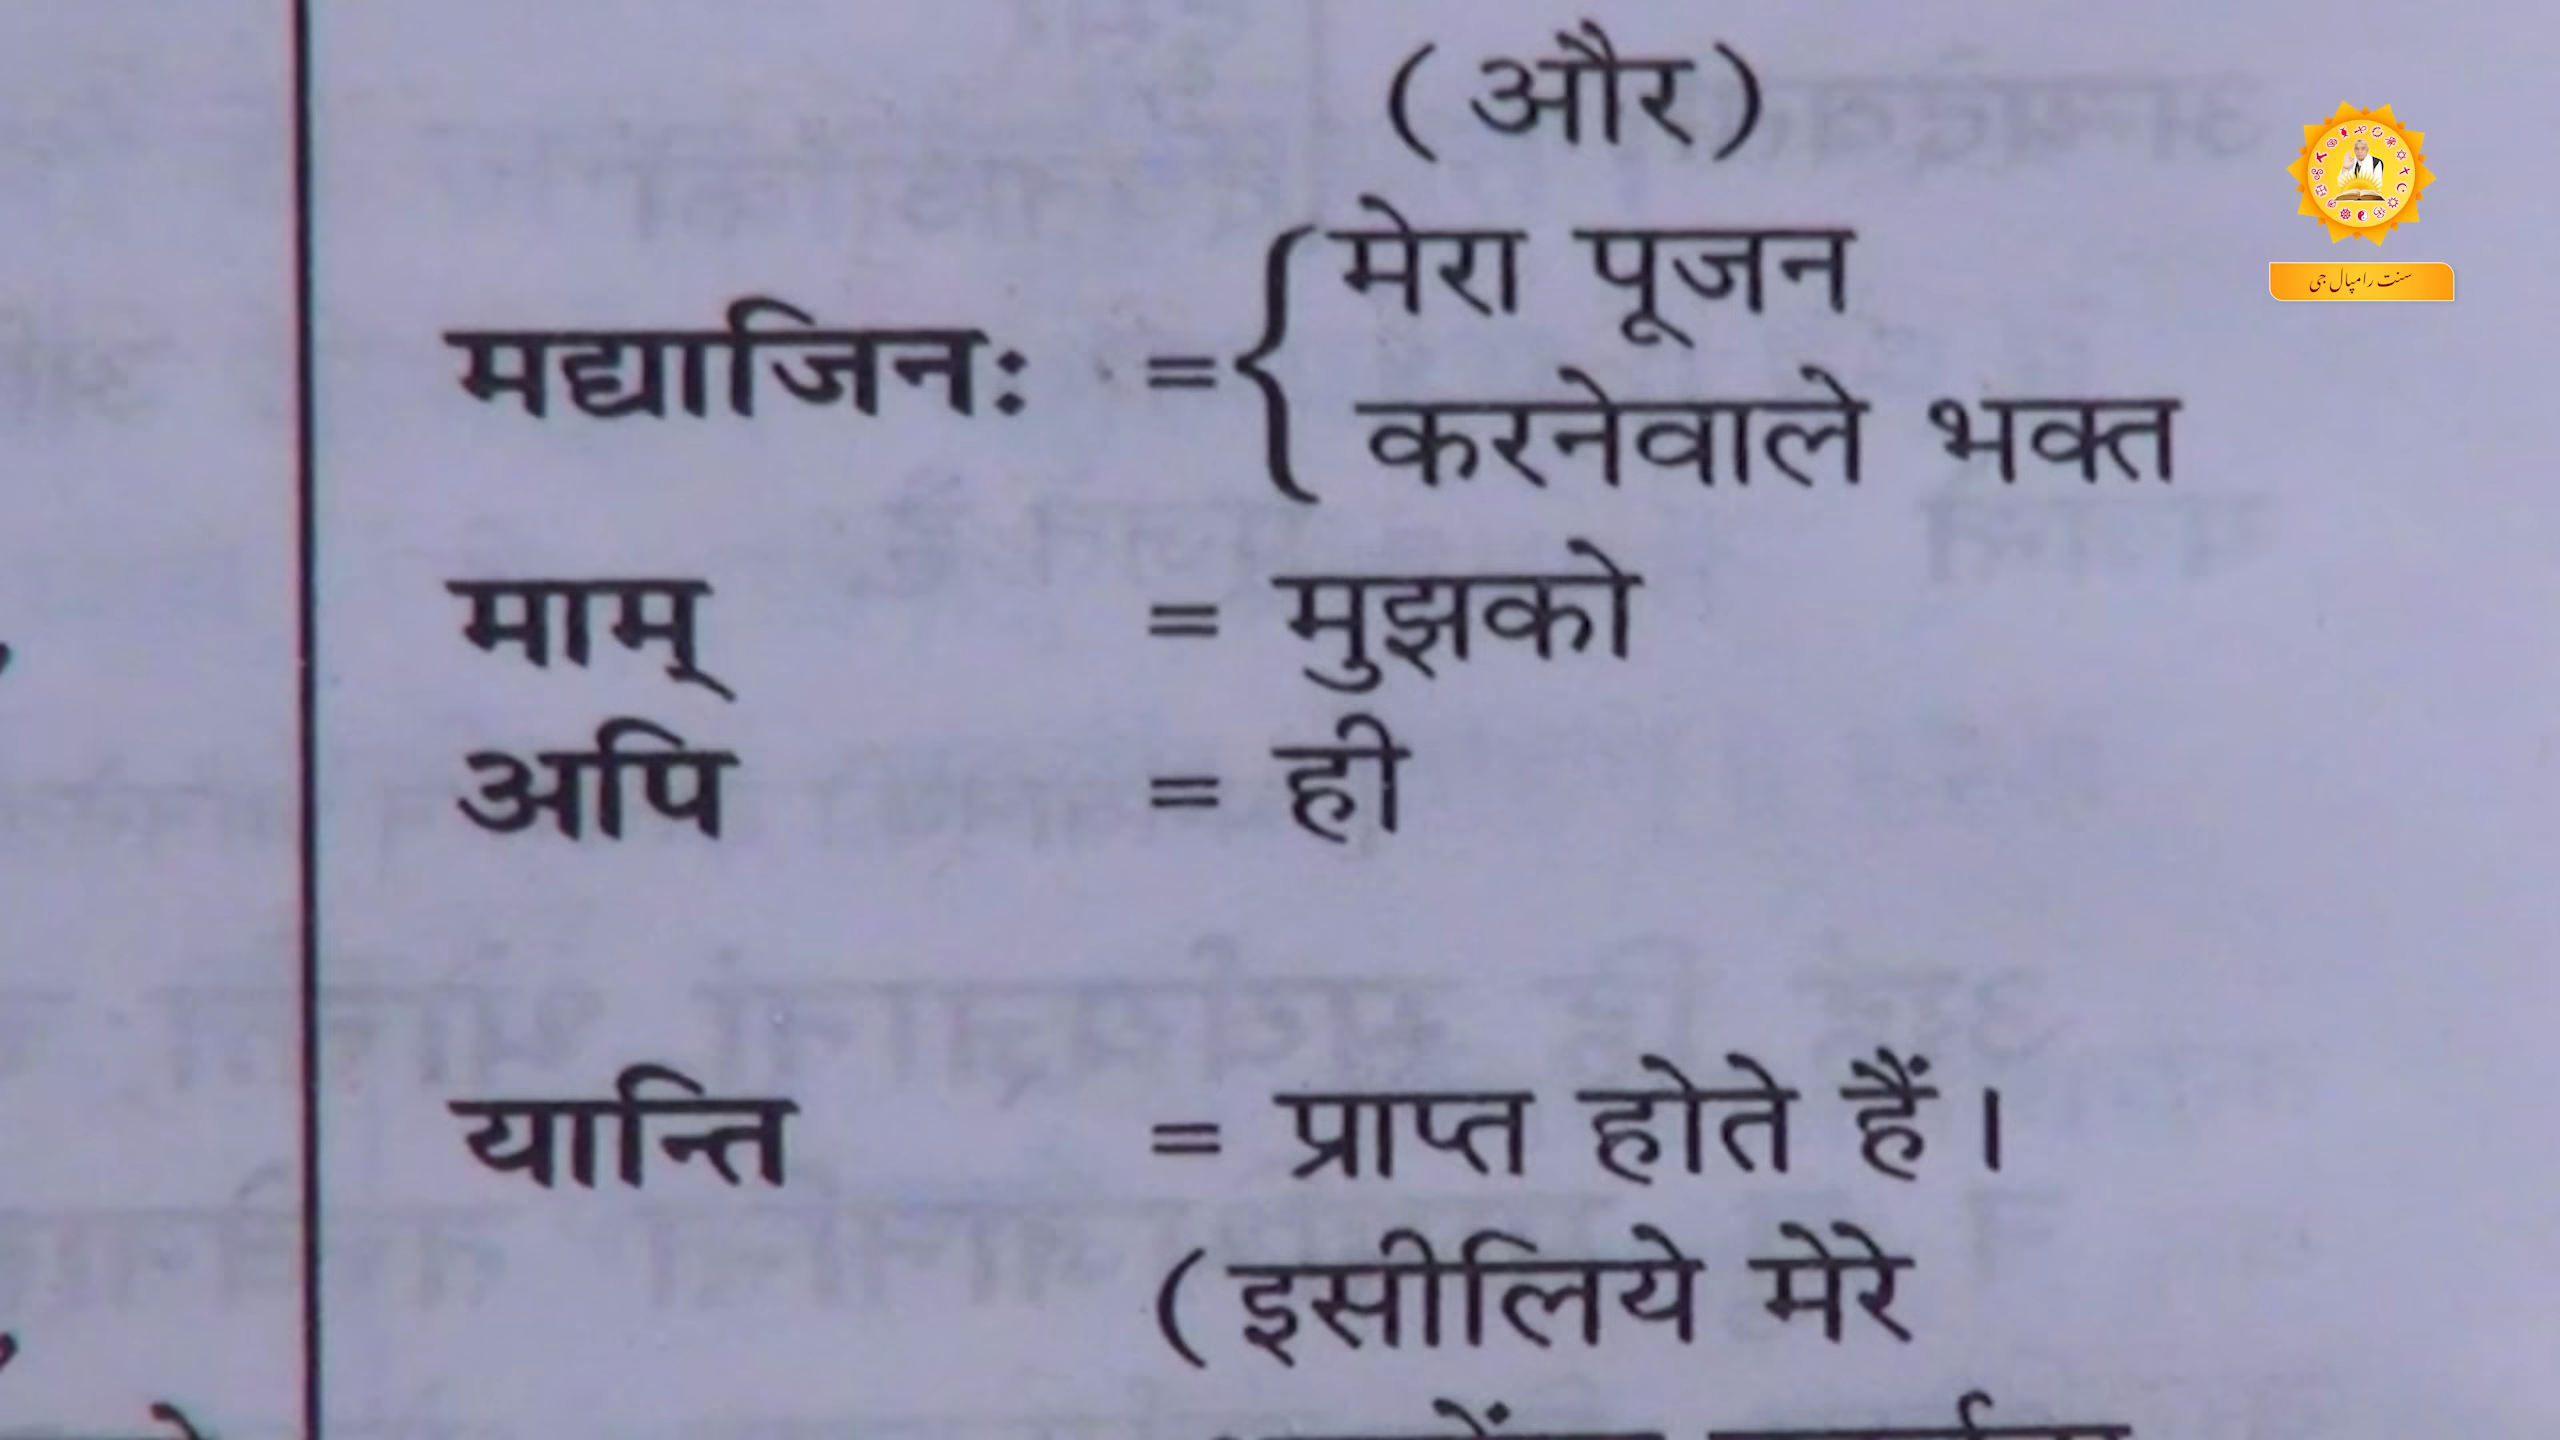 (और)
मेरा पूजन
मद्याजिनः = करनेवाले भक्त
माम् = मुझको
अपि = ही
यान्ति = प्राप्त होते हैं।
(इसीलिये मेरे
سنت رامپال جی